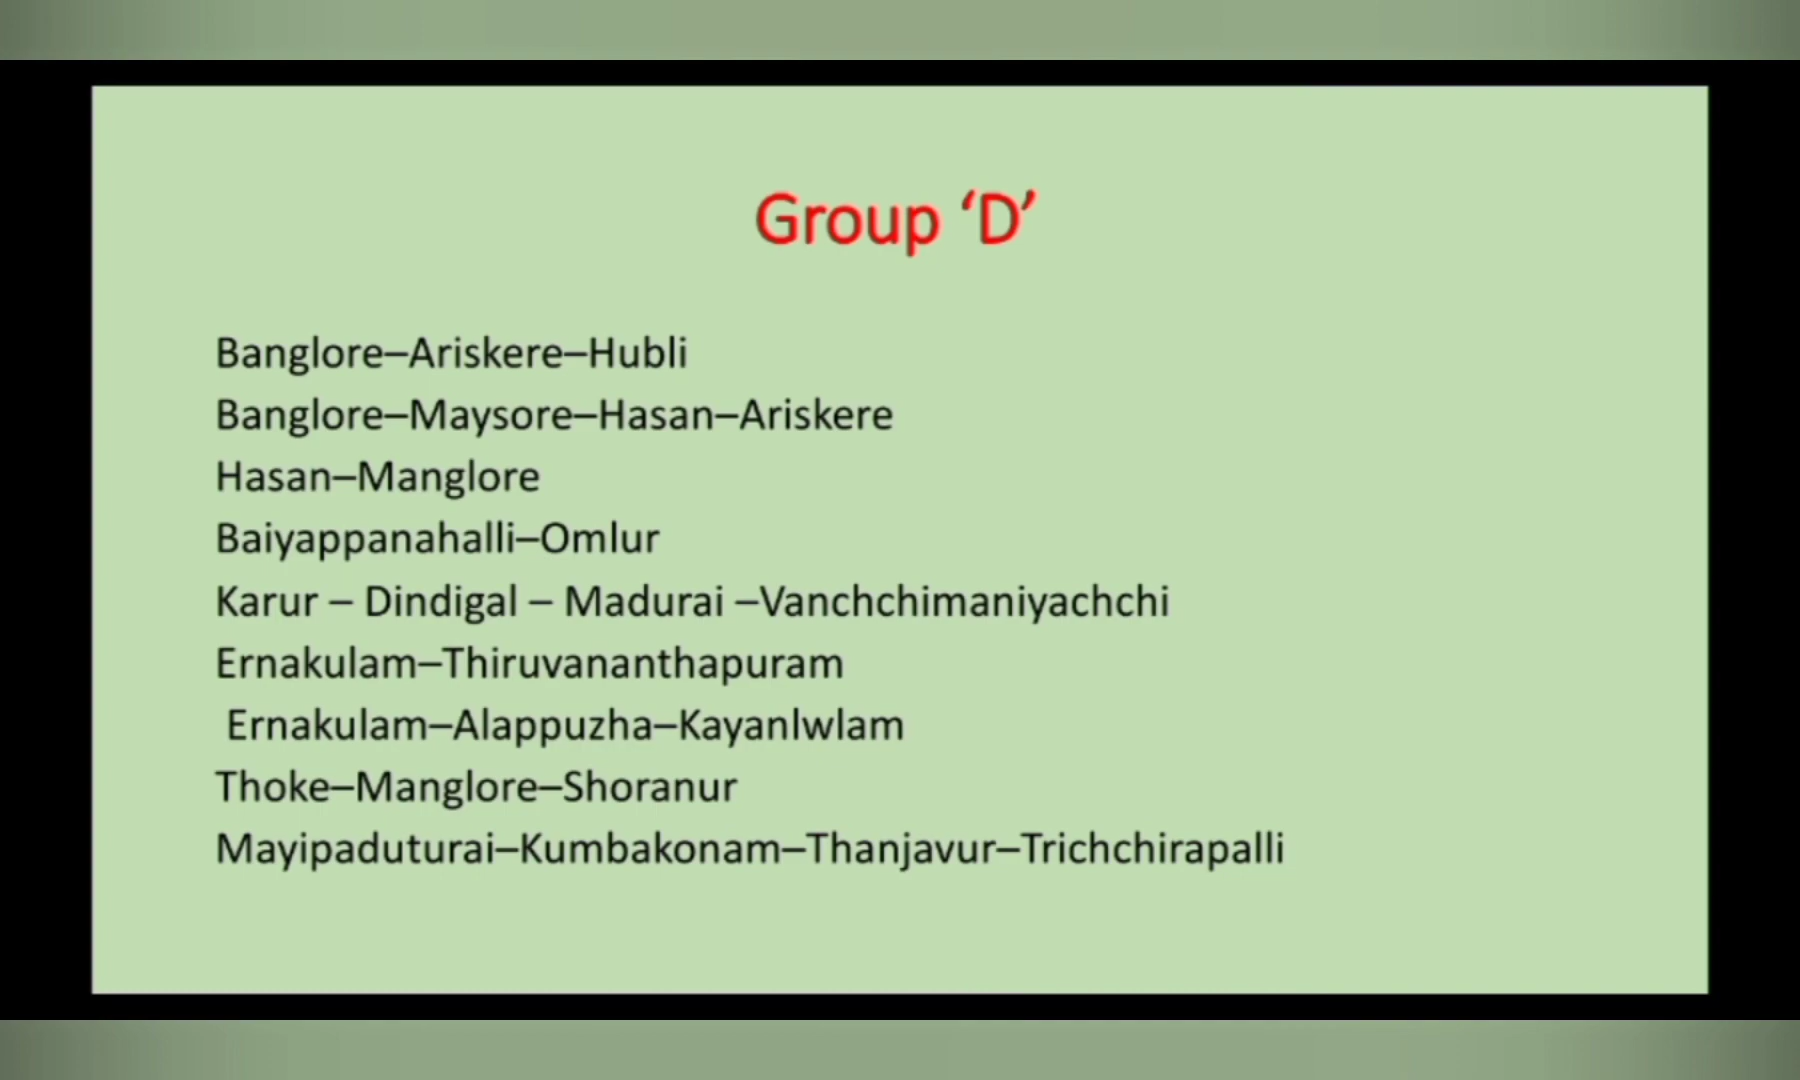 Group ‘D’
Banglore–Ariskere–Hubli
Banglore–Maysore–Hasan–Ariskere
Hasan–Manglore
Baiyappanahalli–Omlur
Karur – Dindigal – Madurai –Vanchchimaniyachchi
Ernakulam–Thiruvananthapuram
Ernakulam–Alappuzha–Kayanlwlam
Thoke–Manglore–Shoranur
Mayipaduturai–Kumbakonam–Thanjavur–Trichchirapalli